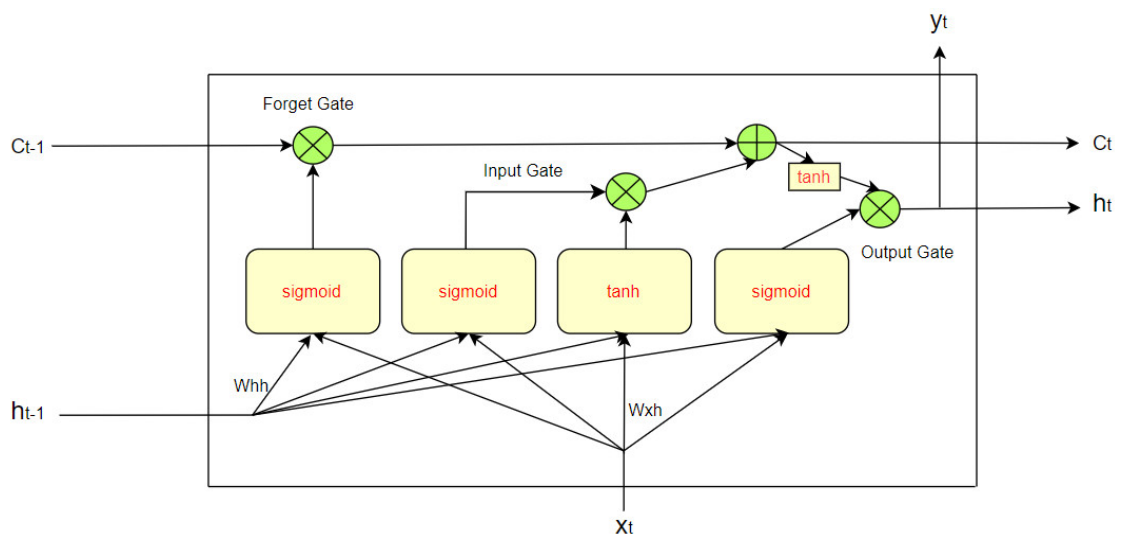 yt
Forget Gate
Ct-1
Ct
Input Gate
tanh
ht
Output Gate
sigmoid
sigmoid
tanh
sigmoid
Whh
Wxh
ht-1
xt